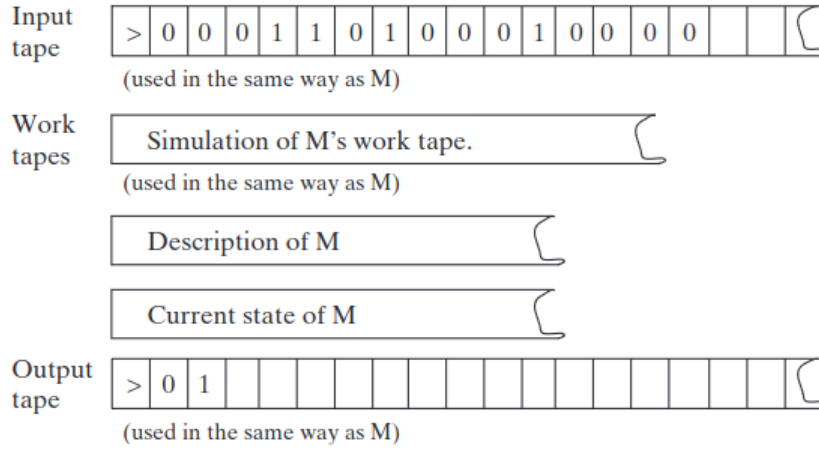 Input tape
> 0 0 0 1 1 0 1 0 0 0 1 0 0 0 0
(used in the same way as M)
Work tapes
Simulation of M’s work tape.
(used in the same way as M)
Description of M
Current state of M
Output tape
> 0 1
(used in the same way as M)